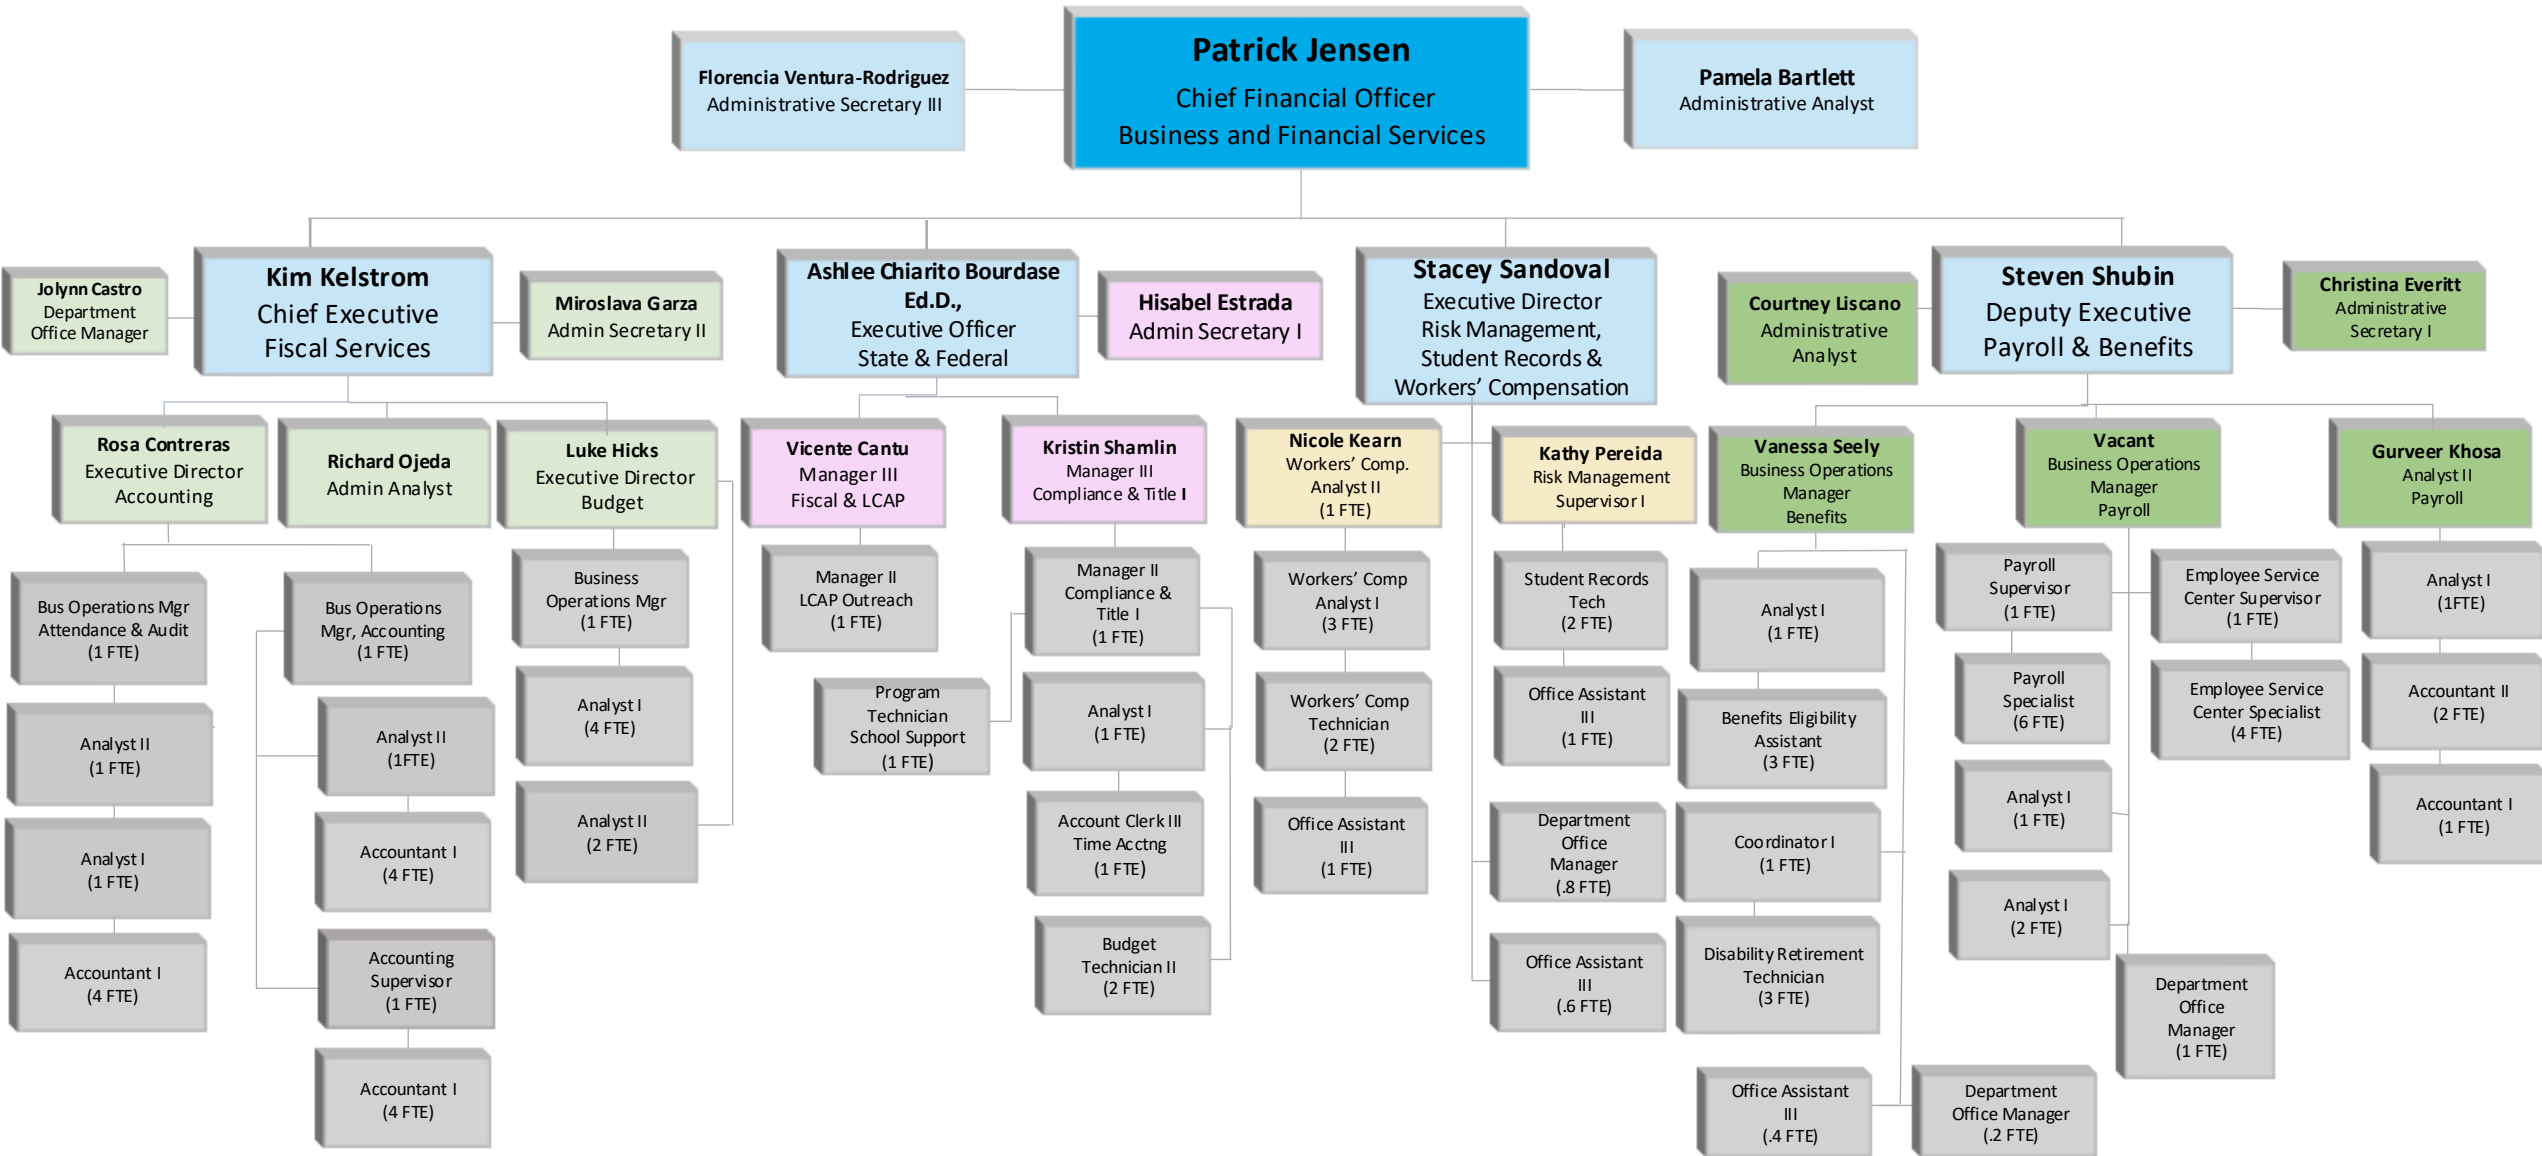 Patrick Jensen
Chief Financial Officer
Business and Financial Services
Florencia Ventura-Rodriguez
Administrative Secretary III
Pamela Bartlett
Administrative Analyst
Jolynn Castro
Department
Office Manager
Kim Kelstrom
Chief Executive
Fiscal Services
Miroslava Garza
Admin Secretary II
Ashlee Chiarito Bourdase
Ed.D.,
Executive Officer
State & Federal
Hisabel Estrada
Admin Secretary I
Stacey Sandoval
Executive Director
Risk Management,
Student Records &
Workers' Compensation
Courtney Liscano
Administrative
Analyst
Steven Shubin
Deputy Executive
Payroll & Benefits
Christina Everitt
Administrative
Secretary I
Rosa Contreras
Executive Director
Accounting
Richard Ojeda
Admin Analyst
Luke Hicks
Executive Director
Budget
Vicente Cantu
Manager III
Fiscal & LCAP
Kristin Shamlin
Manager III
Compliance & Title I
Nicole Kearn
Workers' Comp.
Analyst II
(1 FTE)
Kathy Pereida
Risk Management
Supervisor I
Vanessa Seely
Business Operations
Manager
Benefits
Vacant
Business Operations
Manager
Payroll
Gurveer Khosa
Analyst II
Payroll
Bus Operations Mgr
Attendance & Audit
(1 FTE)
Analyst II
(1 FTE)
Analyst I
(1 FTE)
Accountant I
(4 FTE)
Bus Operations
Mgr, Accounting
(1 FTE)
Analyst II
(1FTE)
Accountant I
(4 FTE)
Accounting
Supervisor
(1 FTE)
Accountant I
(4 FTE)
Business
Operations Mgr
(1 FTE)
Analyst I
(4 FTE)
Analyst II
(2 FTE)
Manager II
LCAP Outreach
(1 FTE)
Program
Technician
School Support
(1 FTE)
Manager II
Compliance &
Title I
(1 FTE)
Analyst I
(1 FTE)
Account Clerk III
Time Acctng
(1 FTE)
Budget
Technician II
(2 FTE)
Workers' Comp
Analyst I
(3 FTE)
Workers' Comp
Technician
(2 FTE)
Office Assistant
III
(1 FTE)
Student Records
Tech
(2 FTE)
Office Assistant
III
(1 FTE)
Department
Office
Manager
(.8 FTE)
Office Assistant
III
(.6 FTE)
Analyst I
(1 FTE)
Benefits Eligibility
Assistant
(3 FTE)
Coordinator I
(1 FTE)
Disability Retirement
Technician
(3 FTE)
Office Assistant
III
(.4 FTE)
Department
Office Manager
(.2 FTE)
Payroll
Supervisor
(1 FTE)
Payroll
Specialist
(6 FTE)
Analyst I
(1 FTE)
Analyst I
(2 FTE)
Employee Service
Center Supervisor
(1 FTE)
Employee Service
Center Specialist
(4 FTE)
Department
Office
Manager
(1 FTE)
Analyst I
(1FTE)
Accountant II
(2 FTE)
Accountant I
(1 FTE)